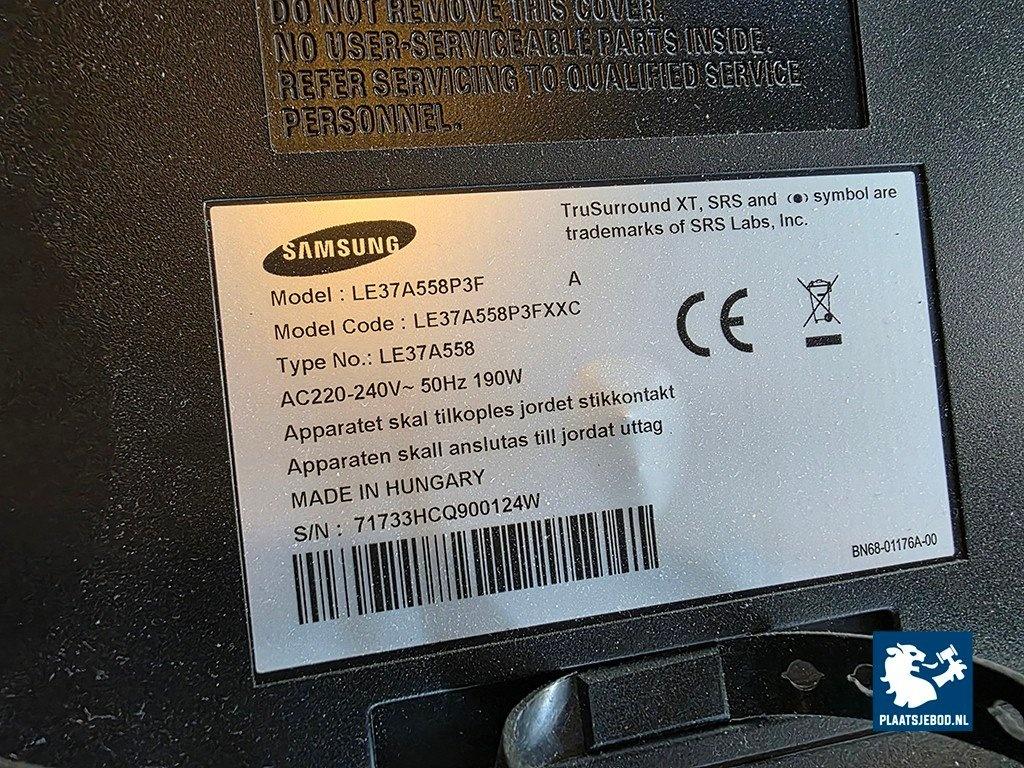 DO NOT REMOVE THIS COVER.
NO USER-SERVICEABLE PARTS INSIDE.
REFER SERVICING TO QUALIFIED SERVICE
PERSONNEL.
TruSurround XT, SRS and (●) symbol are
trademarks of SRS Labs, Inc.
SAMSUNG
Model : LE37A558P3F A
Model Code : LE37A558P3FXXC
Type No.: LE37A558
AC220-240V~ 50Hz 190W
Apparatet skal tilkoples jordet stikkontakt
Apparaten skall anslutas till jordat uttag
MADE IN HUNGARY
S/N : 71733HCQ900124W
CE
BN68-01176A-00
PLAATSJEBOD.NL